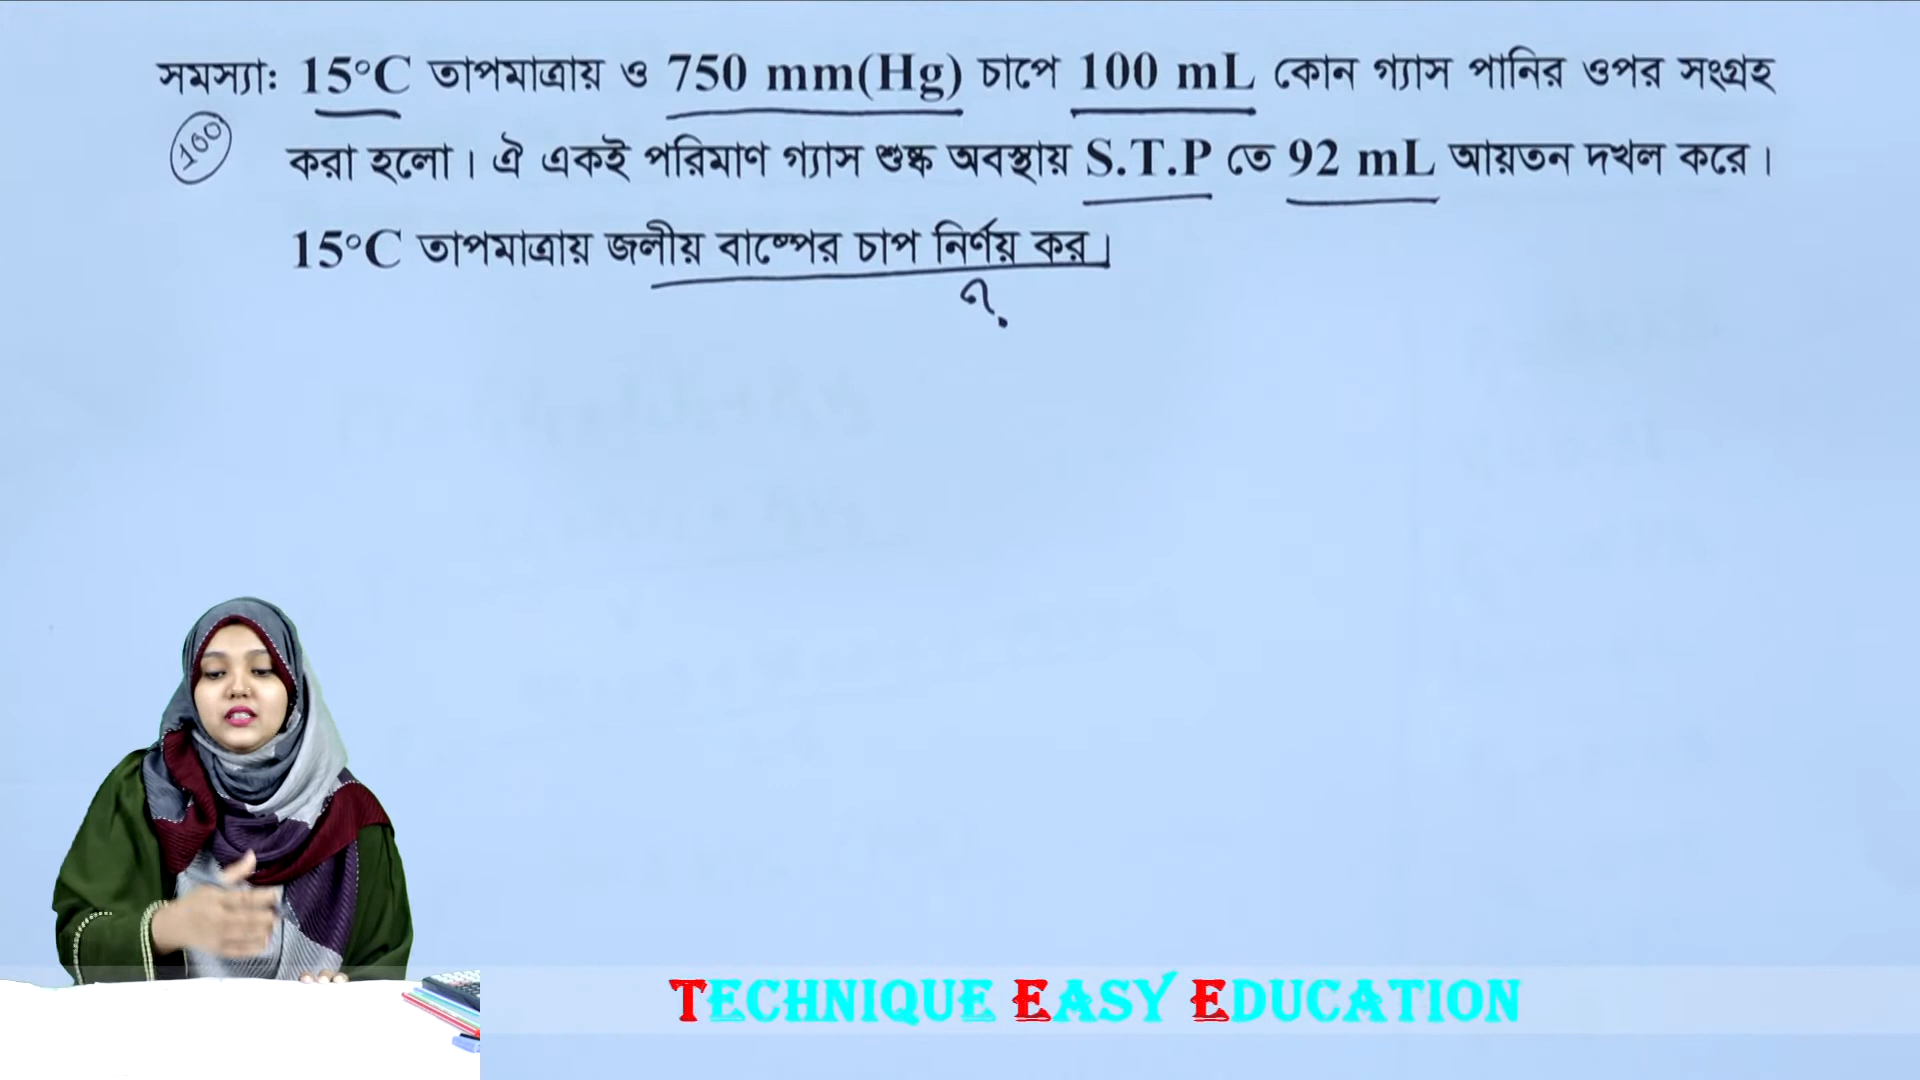 সমস্যাঃ 15°C তাপমাত্রায় ও 750 mm(Hg) চাপে 100 mL কোন গ্যাস পানির ওপর সংগ্রহ
100
করা হলো। ঐ একই পরিমাণ গ্যাস শুষ্ক অবস্থায় S.T.P তে 92 mL আয়তন দখল করে।
15°C তাপমাত্রায় জলীয় বাষ্পের চাপ নির্ণয় কর।
?
TECHNIQUE EASY EDUCATION